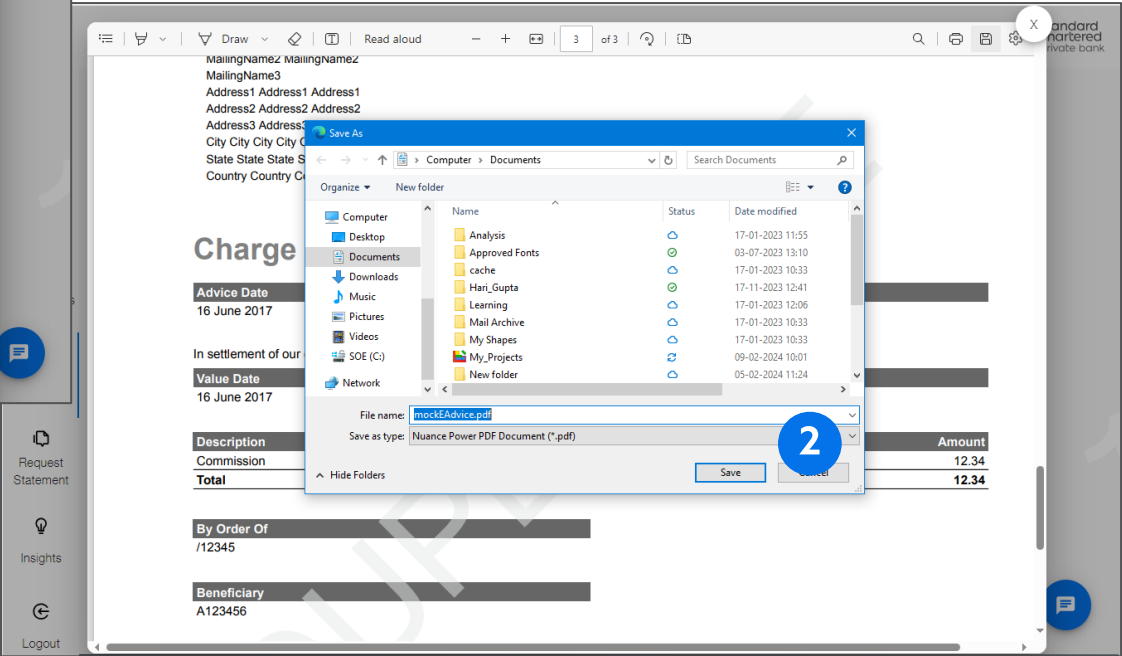 Draw
Read aloud
3
of 3
X
andard
hartered
rivate bank
MailingName2 MailingName2
MailingName3
Address1 Address1 Address1
Address2 Address2 Address2
Address3 Address3
City City City City
State State State S
Country Country Co
Save As
Computer > Documents
Search Documents
Organize
New folder
?
Computer
Desktop
Documents
Downloads
Music
Pictures
Videos
SOE (C:)
Network
Name Status Date modified
Analysis 17-01-2023 11:55
Approved Fonts 03-07-2023 13:10
cache 17-01-2023 10:33
Hari_Gupta 17-11-2023 12:41
Learning 17-01-2023 12:06
Mail Archive 17-01-2023 10:33
My Shapes 17-01-2023 10:33
My_Projects 09-02-2024 10:01
New folder 05-02-2024 11:24
File name: mockEAdvice.pdf
Save as type: Nuance Power PDF Document (*.pdf)
Hide Folders
Save
2
Charge
Advice Date
16 June 2017
In settlement of our
Value Date
16 June 2017
Description Amount
Commission 12.34
Total 12.34
By Order Of
/12345
Beneficiary
A123456
s
Request
Statement
Insights
Logout